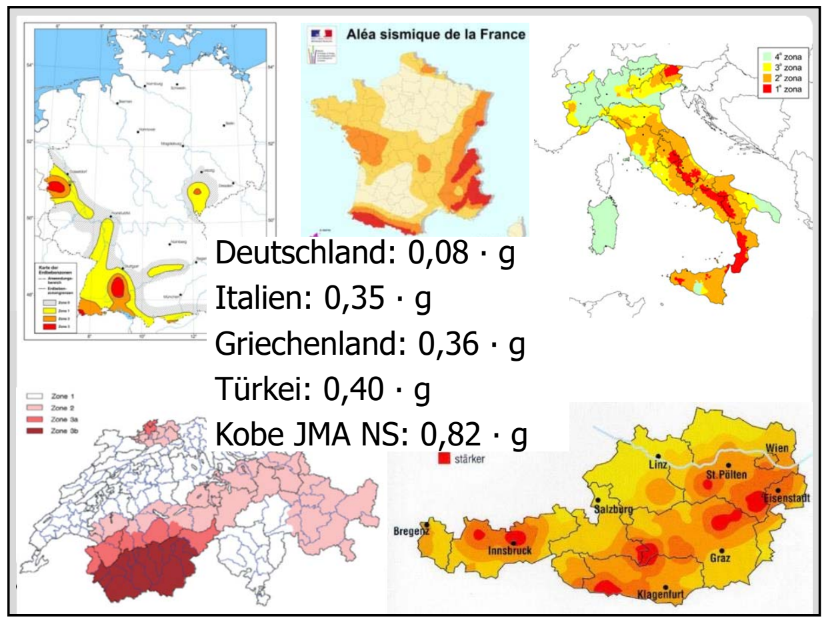 Aléa sismique de la France
4ª zona
3ª zona
2ª zona
1ª zona
Karte der
Erdbebenzonen
Zone 0
Zone 1
Zone 2
Zone 3
Deutschland: 0,08 · g
Italien: 0,35 · g
Griechenland: 0,36 · g
Türkei: 0,40 · g
Kobe JMA NS: 0,82 · g
Zone 1
Zone 2
Zone 3a
Zone 3b
stärker
Linz
Wien
St.Pölten
Eisenstadt
Salzburg
Bregenz
Innsbruck
Graz
Klagenfurt